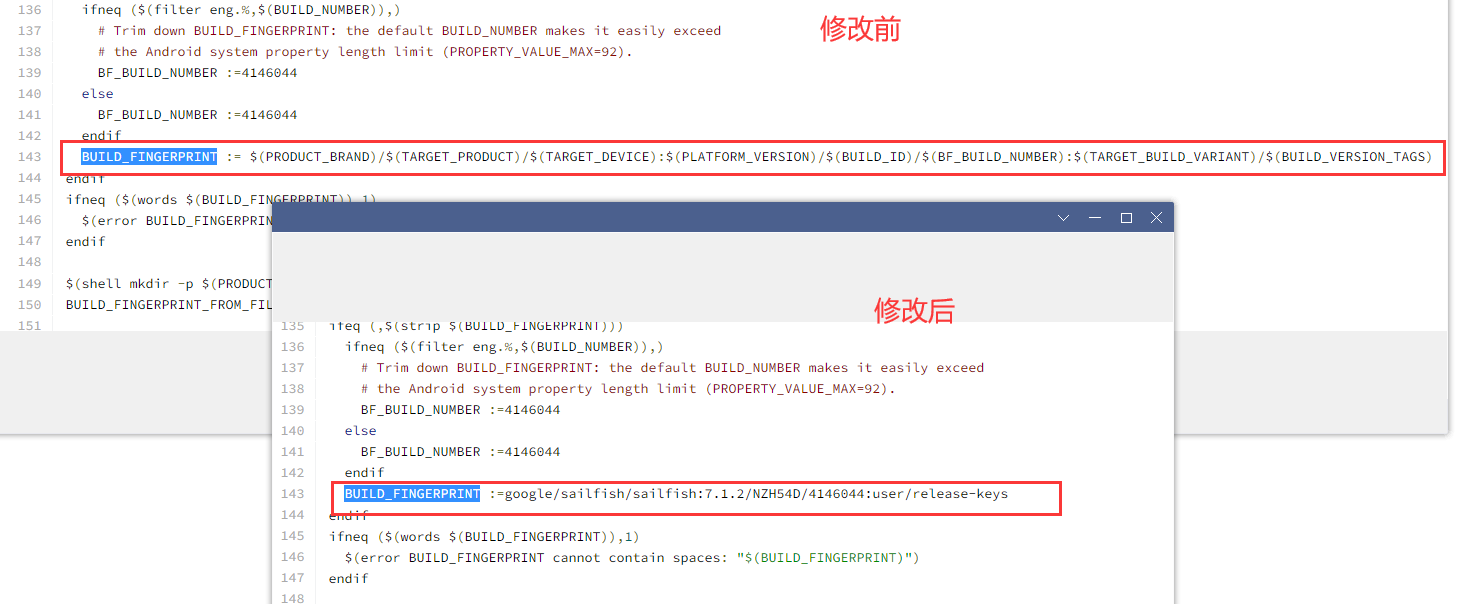 136 ifneq ($(filter eng.%,$(BUILD_NUMBER)),)
修改前
137 # Trim down BUILD_FINGERPRINT: the default BUILD_NUMBER makes it easily exceed
138 # the Android system property length limit (PROPERTY_VALUE_MAX=92).
139 BF_BUILD_NUMBER :=4146044
140 else
141 BF_BUILD_NUMBER :=4146044
142 endif
143 BUILD_FINGERPRINT := $(PRODUCT_BRAND)/$(TARGET_PRODUCT)/$(TARGET_DEVICE):$(PLATFORM_VERSION)/$(BUILD_ID)/$(BF_BUILD_NUMBER):$(TARGET_BUILD_VARIANT)/$(BUILD_VERSION_TAGS)
144 endif
145 ifneq ($(words $(BUILD_FINGERPRINT)),1)
146 $(error BUILD_FINGERPRIN
147 endif
148
149 $(shell mkdir -p $(PRODUCT
150 BUILD_FINGERPRINT_FROM_FIL
151
修改后
135 ifeq (,$(strip $(BUILD_FINGERPRINT)))
136 ifneq ($(filter eng.%,$(BUILD_NUMBER)),)
137 # Trim down BUILD_FINGERPRINT: the default BUILD_NUMBER makes it easily exceed
138 # the Android system property length limit (PROPERTY_VALUE_MAX=92).
139 BF_BUILD_NUMBER :=4146044
140 else
141 BF_BUILD_NUMBER :=4146044
142 endif
143 BUILD_FINGERPRINT :=google/sailfish/sailfish:7.1.2/NZH54D/4146044:user/release-keys
144 endif
145 ifneq ($(words $(BUILD_FINGERPRINT)),1)
146 $(error BUILD_FINGERPRINT cannot contain spaces: "$(BUILD_FINGERPRINT)")
147 endif
148